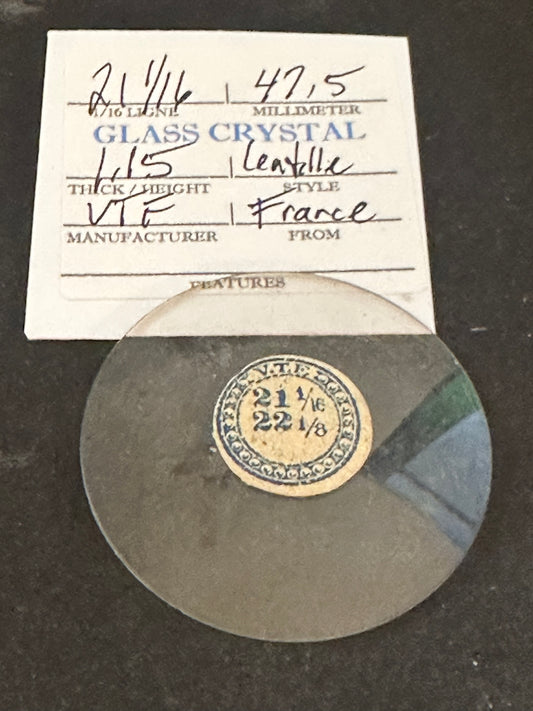 21 1/16 47.5
1/16 LIGNE MILLIMETER
GLASS CRYSTAL
1.15 Lentille
THICK / HEIGHT STYLE
VTF France
MANUFACTURER FROM
FEATURES
V.T.F.
21 1/16
22 1/8